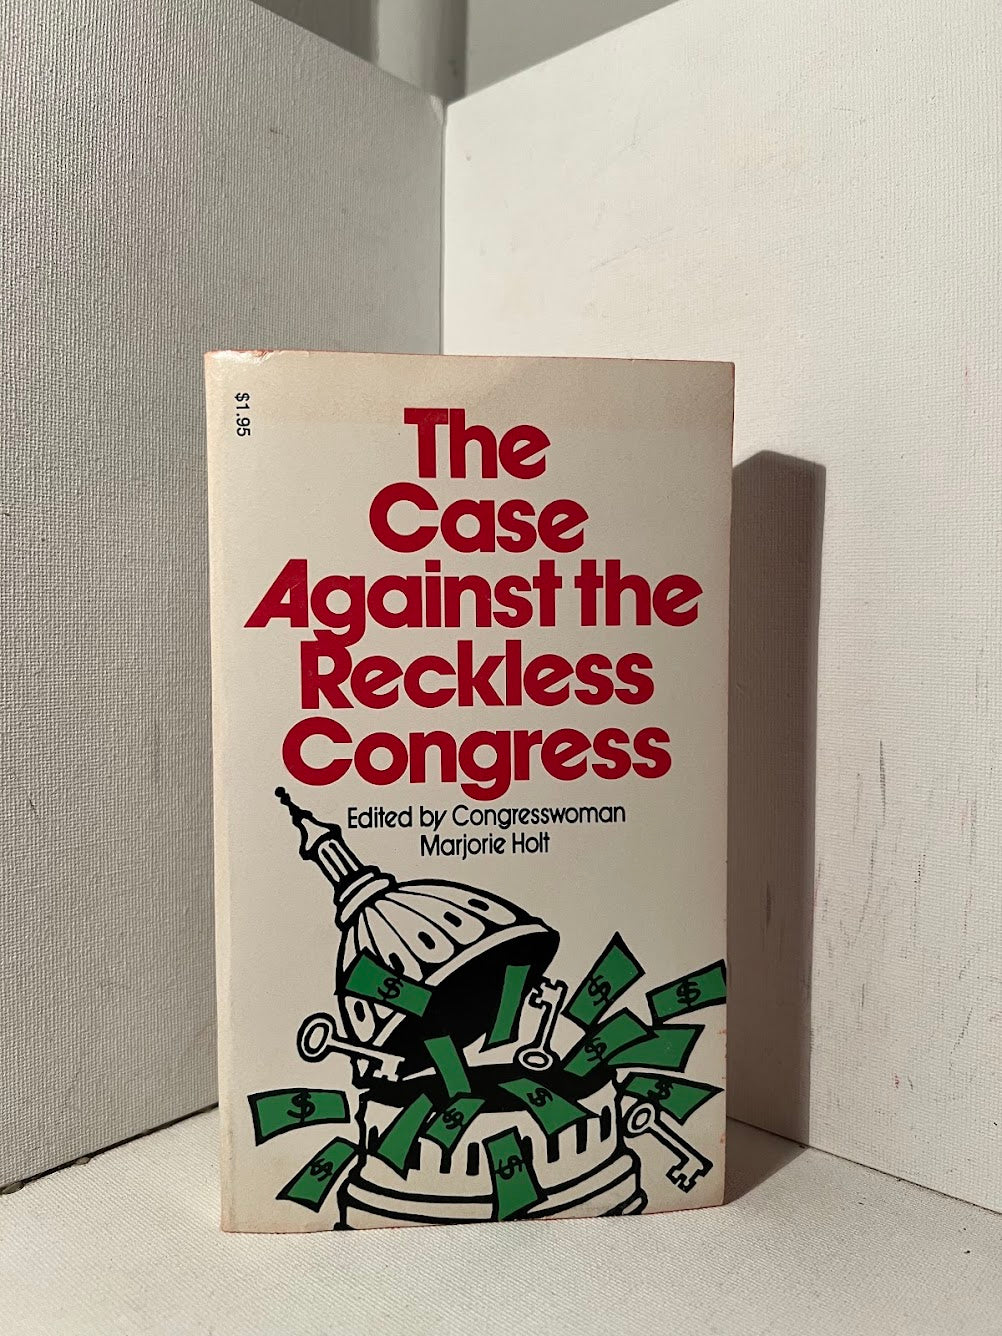 $1.95
The
Case
Against the
Reckless
Congress
Edited by Congresswoman
Marjorie Holt
$
$
$
$
$
$
$
$
$
$